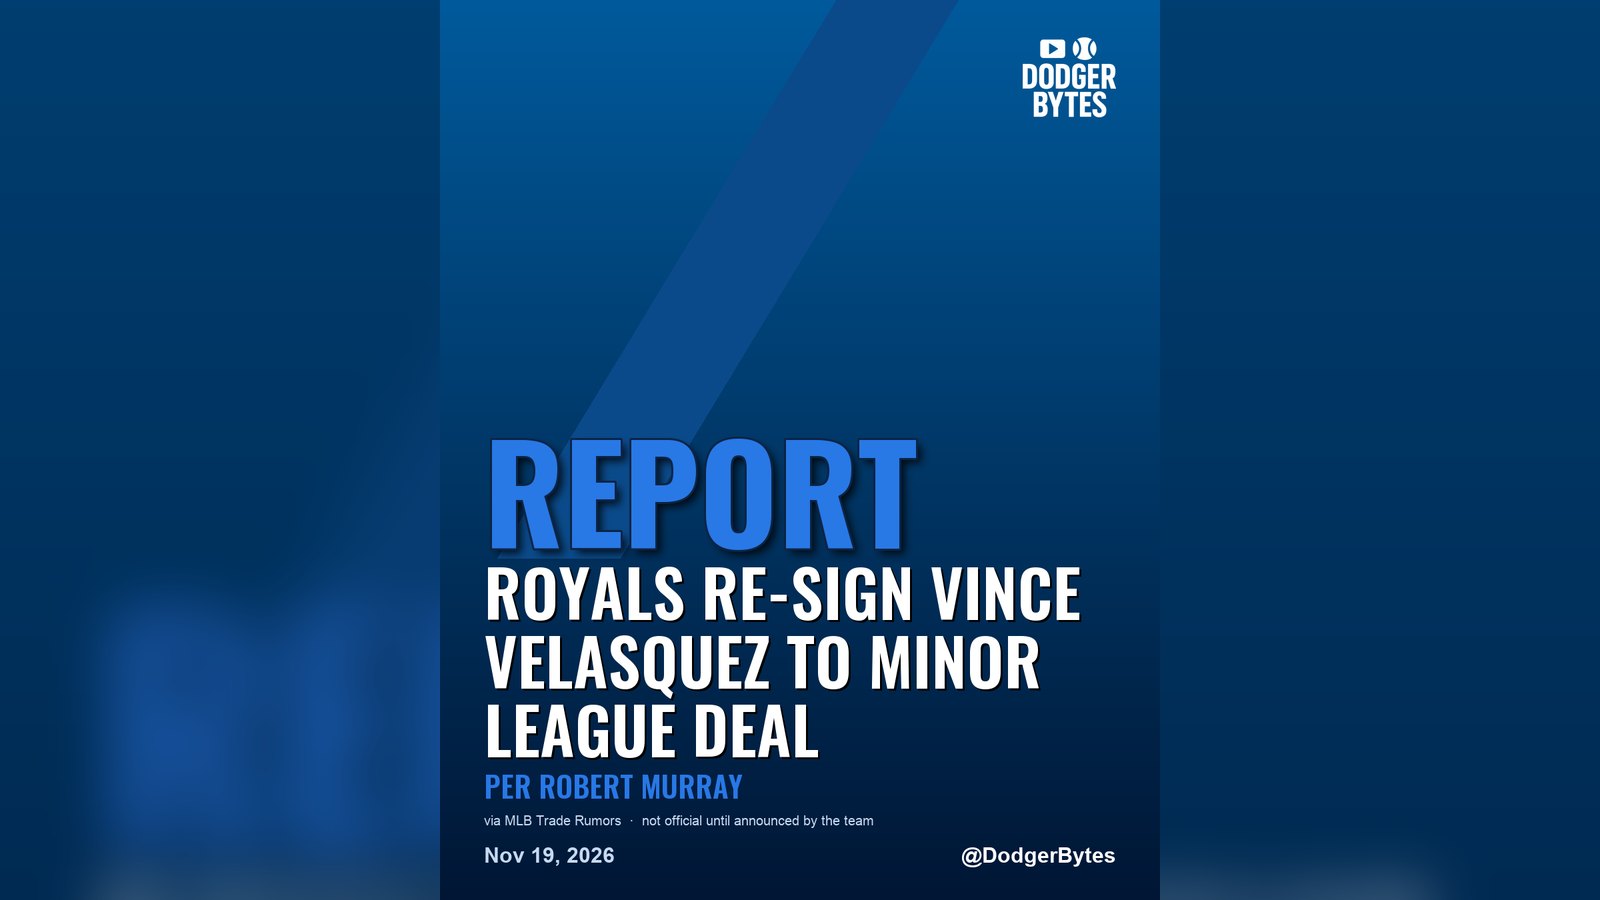 DODGER
BYTES
REPORT
ROYALS RE-SIGN VINCE
VELASQUEZ TO MINOR
LEAGUE DEAL
PER ROBERT MURRAY
via MLB Trade Rumors · not official until announced by the team
Nov 19, 2026
@DodgerBytes